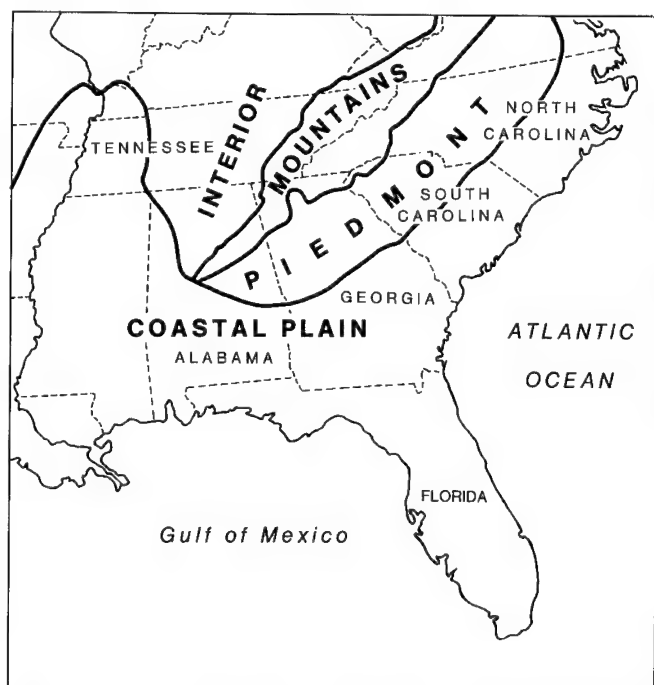 INTERIOR
MOUNTAINS
PIEDMONT
NORTH
CAROLINA
TENNESSEE
SOUTH
CAROLINA
GEORGIA
COASTAL PLAIN
ALABAMA
ATLANTIC
OCEAN
FLORIDA
Gulf of Mexico